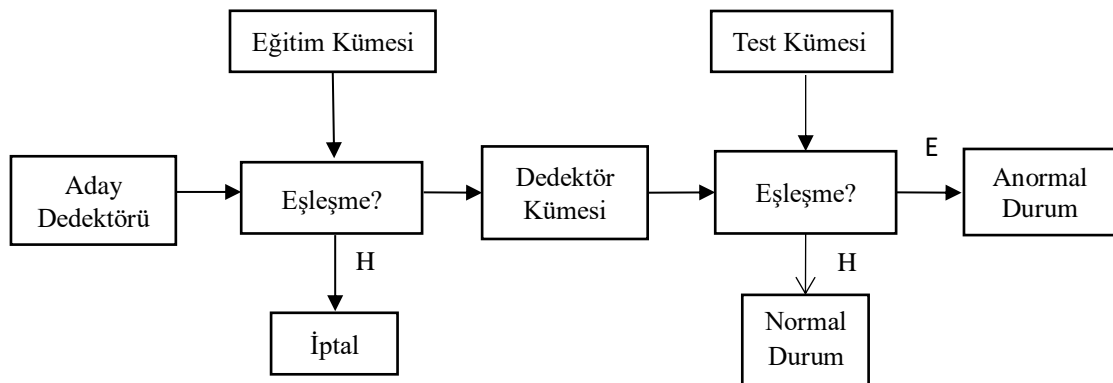 Eğitim Kümesi
Test Kümesi
Aday
Dedektörü
Eşleşme?
Dedektör
Kümesi
Eşleşme?
E
Anormal
Durum
H
H
İptal
Normal
Durum